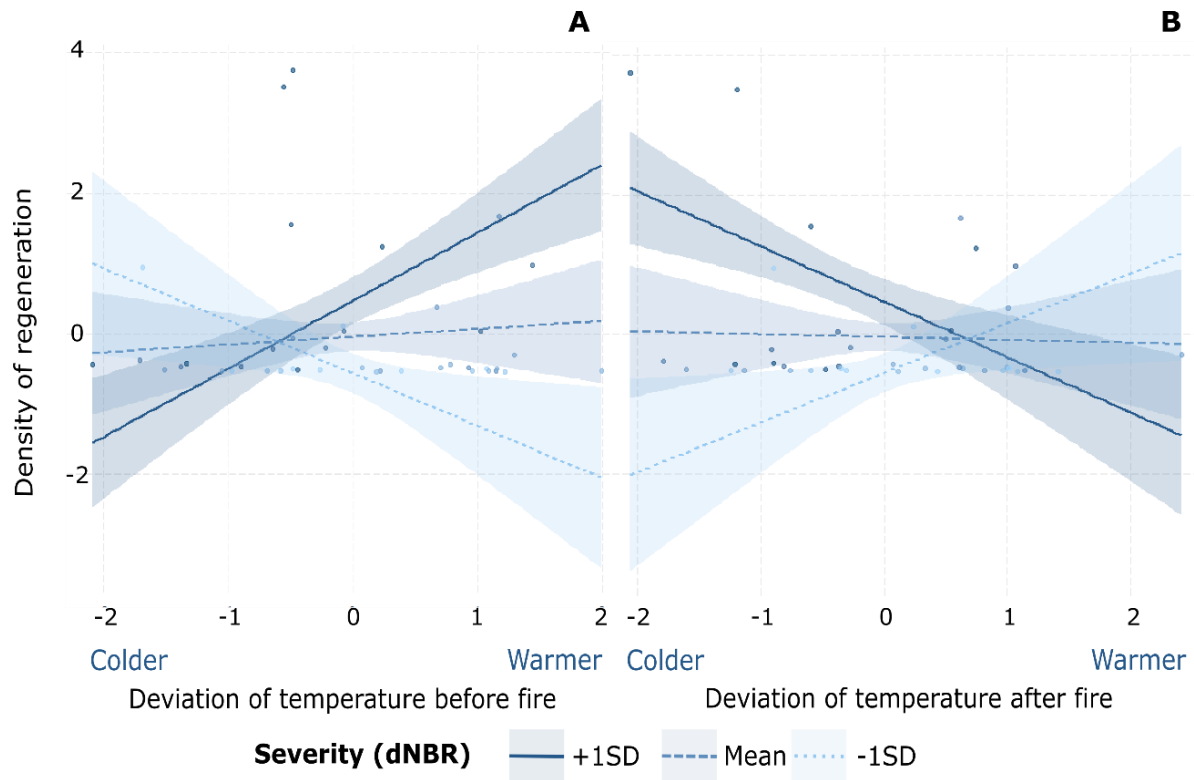 A B
Density of regeneration
4
2
0
-2
-2 -1 0 1 2 -2 -1 0 1 2
Colder Warmer Colder Warmer
Deviation of temperature before fire Deviation of temperature after fire
Severity (dNBR) +1SD Mean -1SD